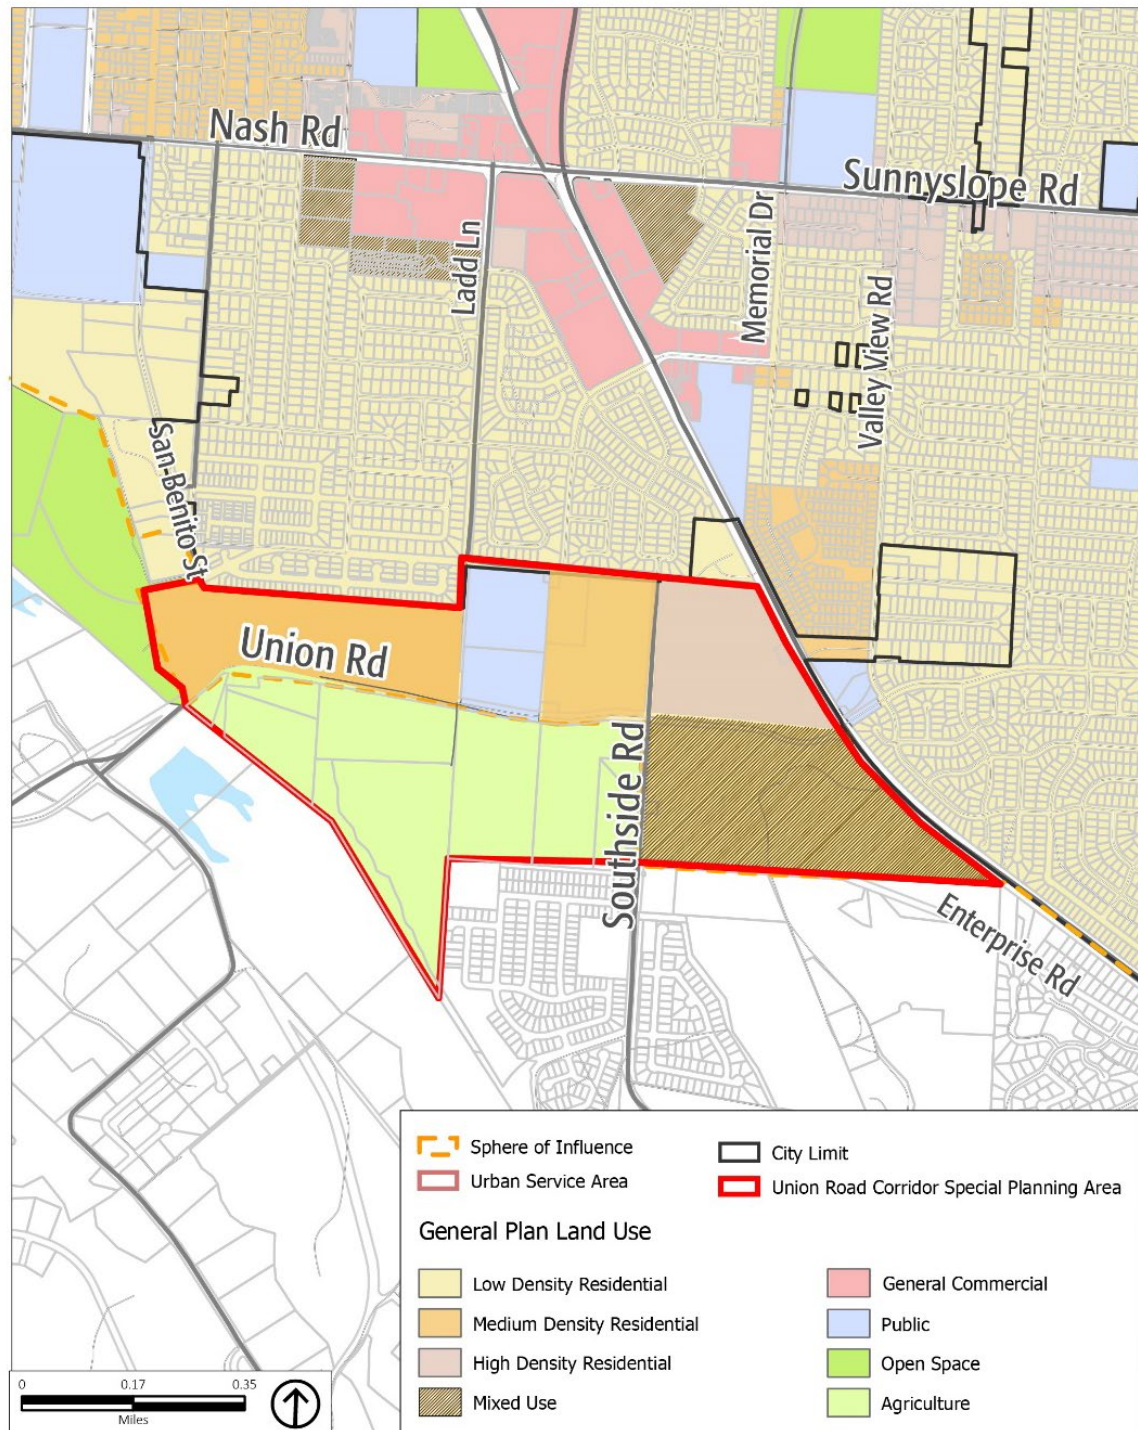 Nash Rd
Sunnyslope Rd
Ladd Ln
Memorial Dr
Valley View Rd
San Benito St
Union Rd
Southside Rd
Enterprise Rd
Sphere of Influence
Urban Service Area
City Limit
Union Road Corridor Special Planning Area
General Plan Land Use
Low Density Residential
Medium Density Residential
High Density Residential
Mixed Use
General Commercial
Public
Open Space
Agriculture
0 0.17 0.35
Miles